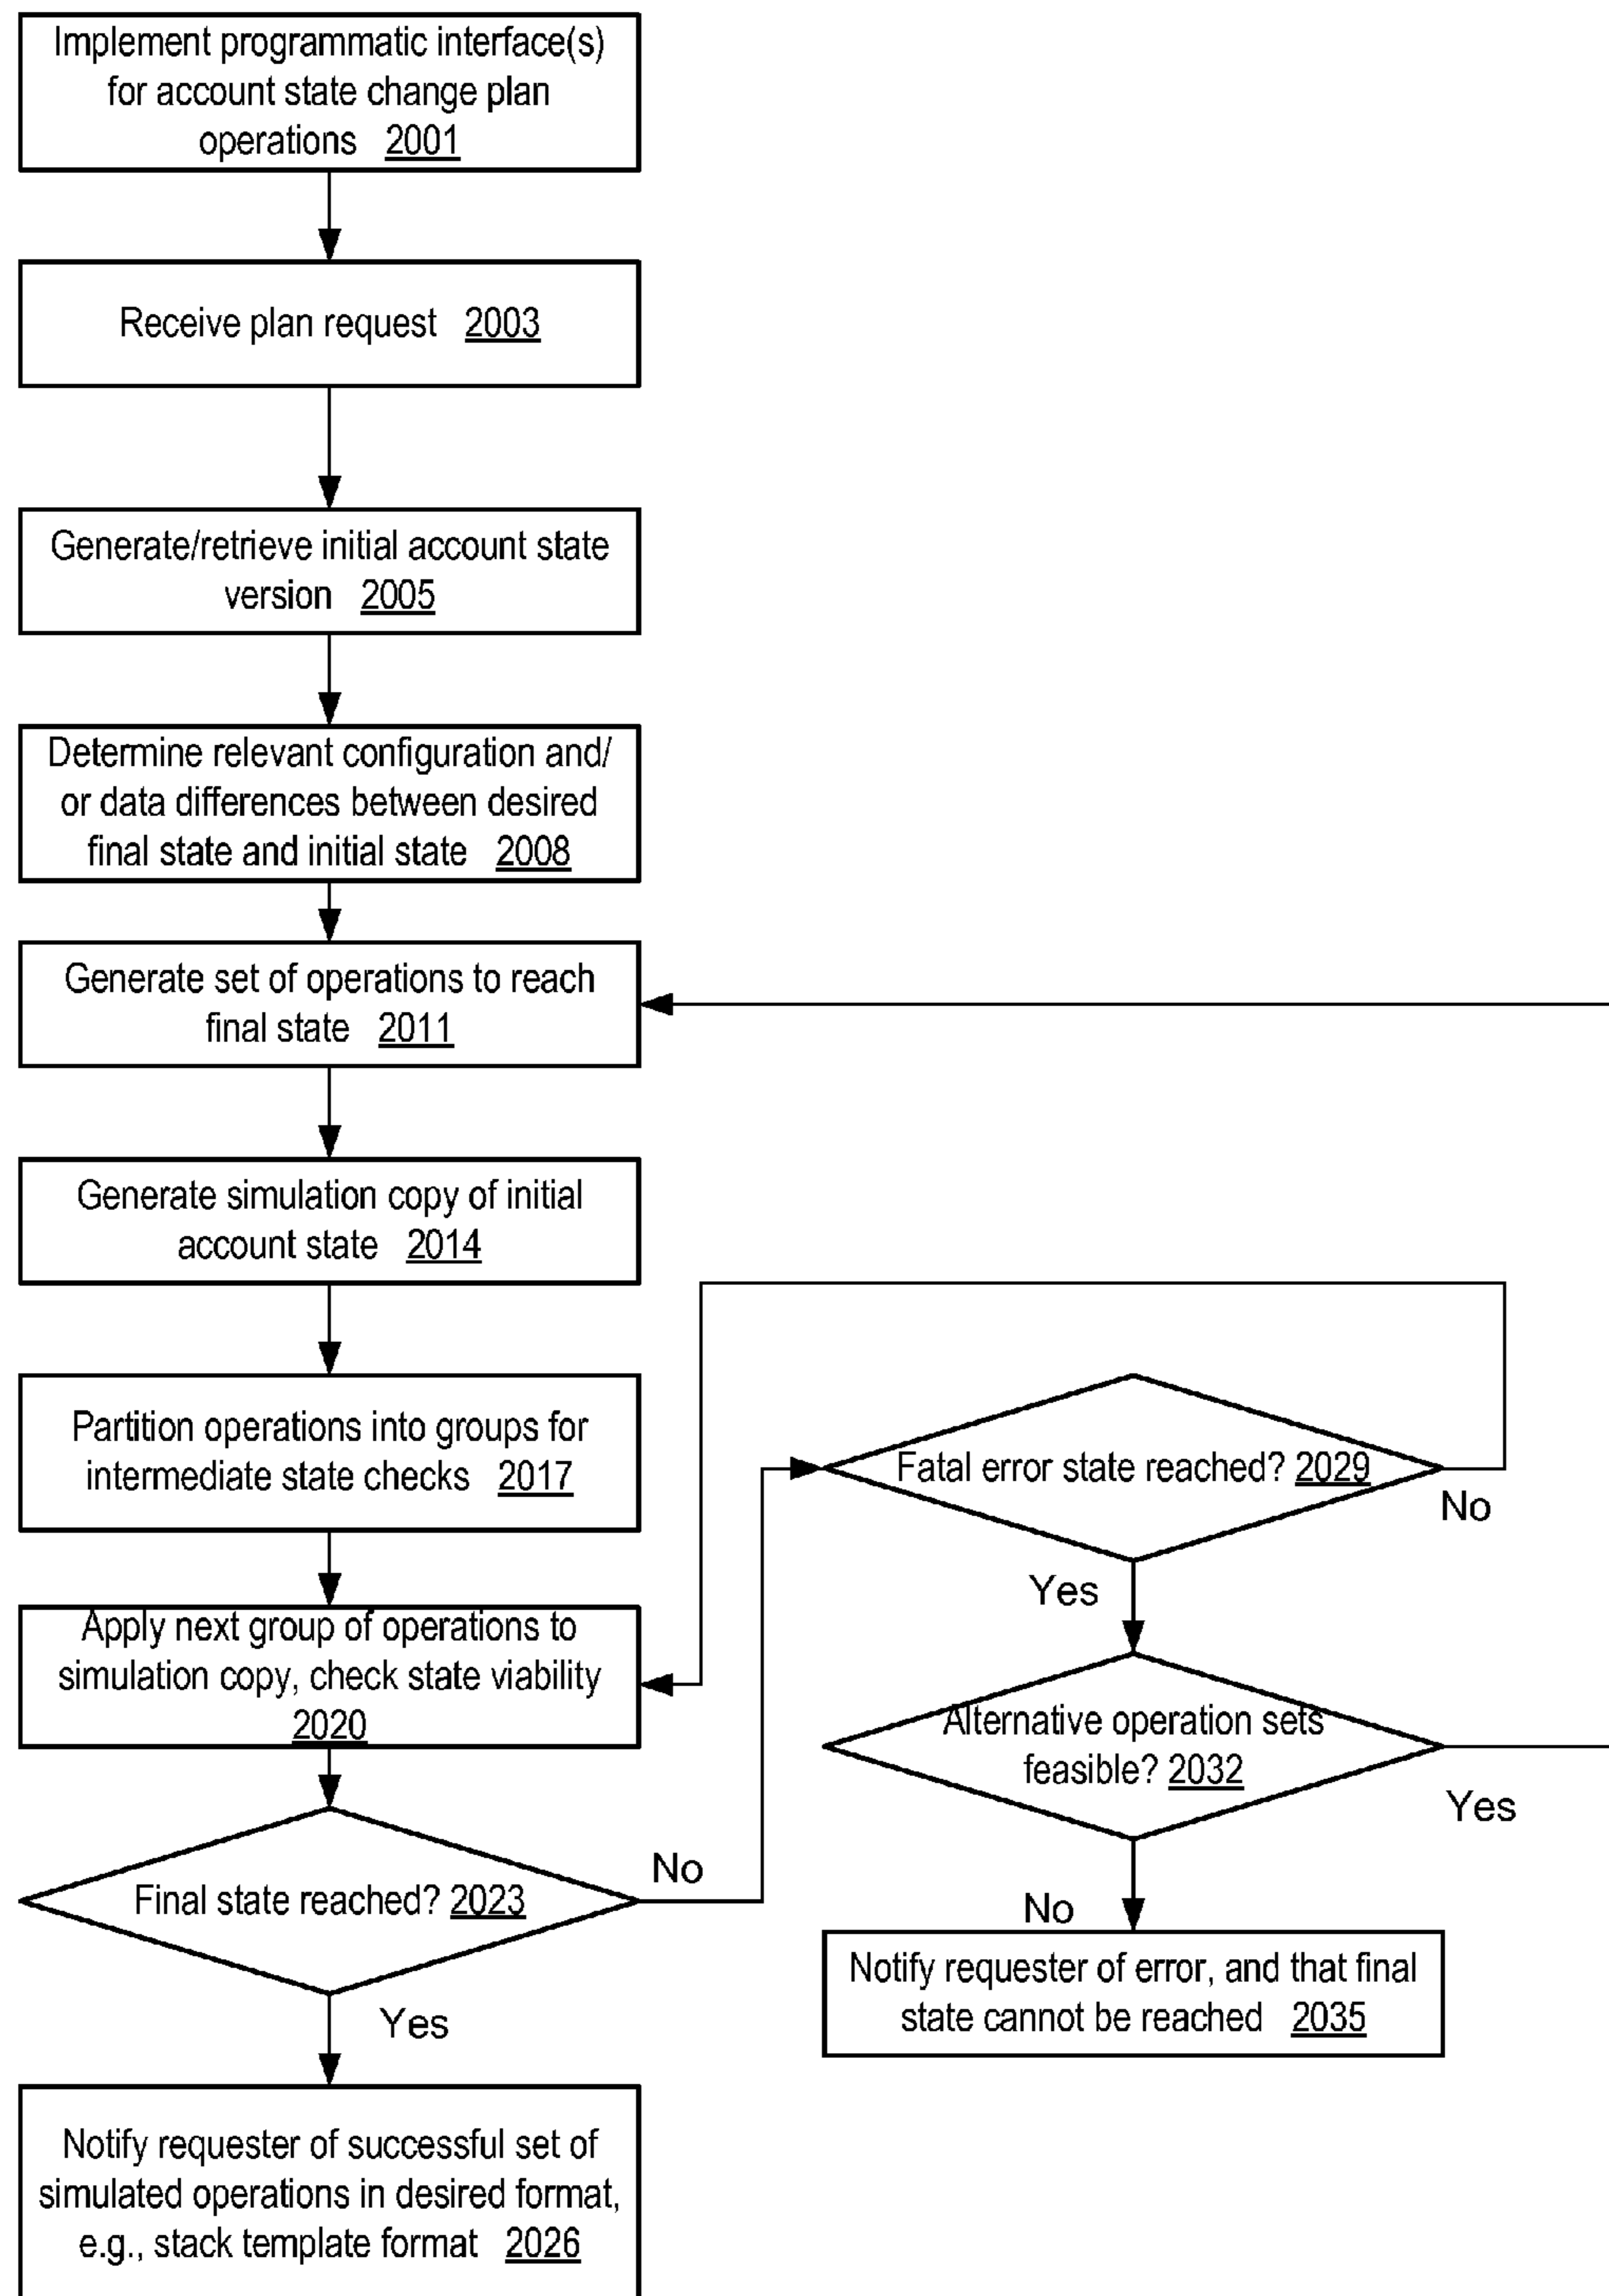 Implement programmatic interface(s)
for account state change plan
operations 2001
Receive plan request 2003
Generate/retrieve initial account state
version 2005
Determine relevant configuration and/
or data differences between desired
final state and initial state 2008
Generate set of operations to reach
final state 2011
Generate simulation copy of initial
account state 2014
Partition operations into groups for
intermediate state checks 2017
Apply next group of operations to
simulation copy, check state viability
2020
Final state reached? 2023
No
Yes
Notify requester of successful set of
simulated operations in desired format,
e.g., stack template format 2026
Fatal error state reached? 2029
No
Yes
Alternative operation sets
feasible? 2032
Yes
No
Notify requester of error, and that final
state cannot be reached 2035